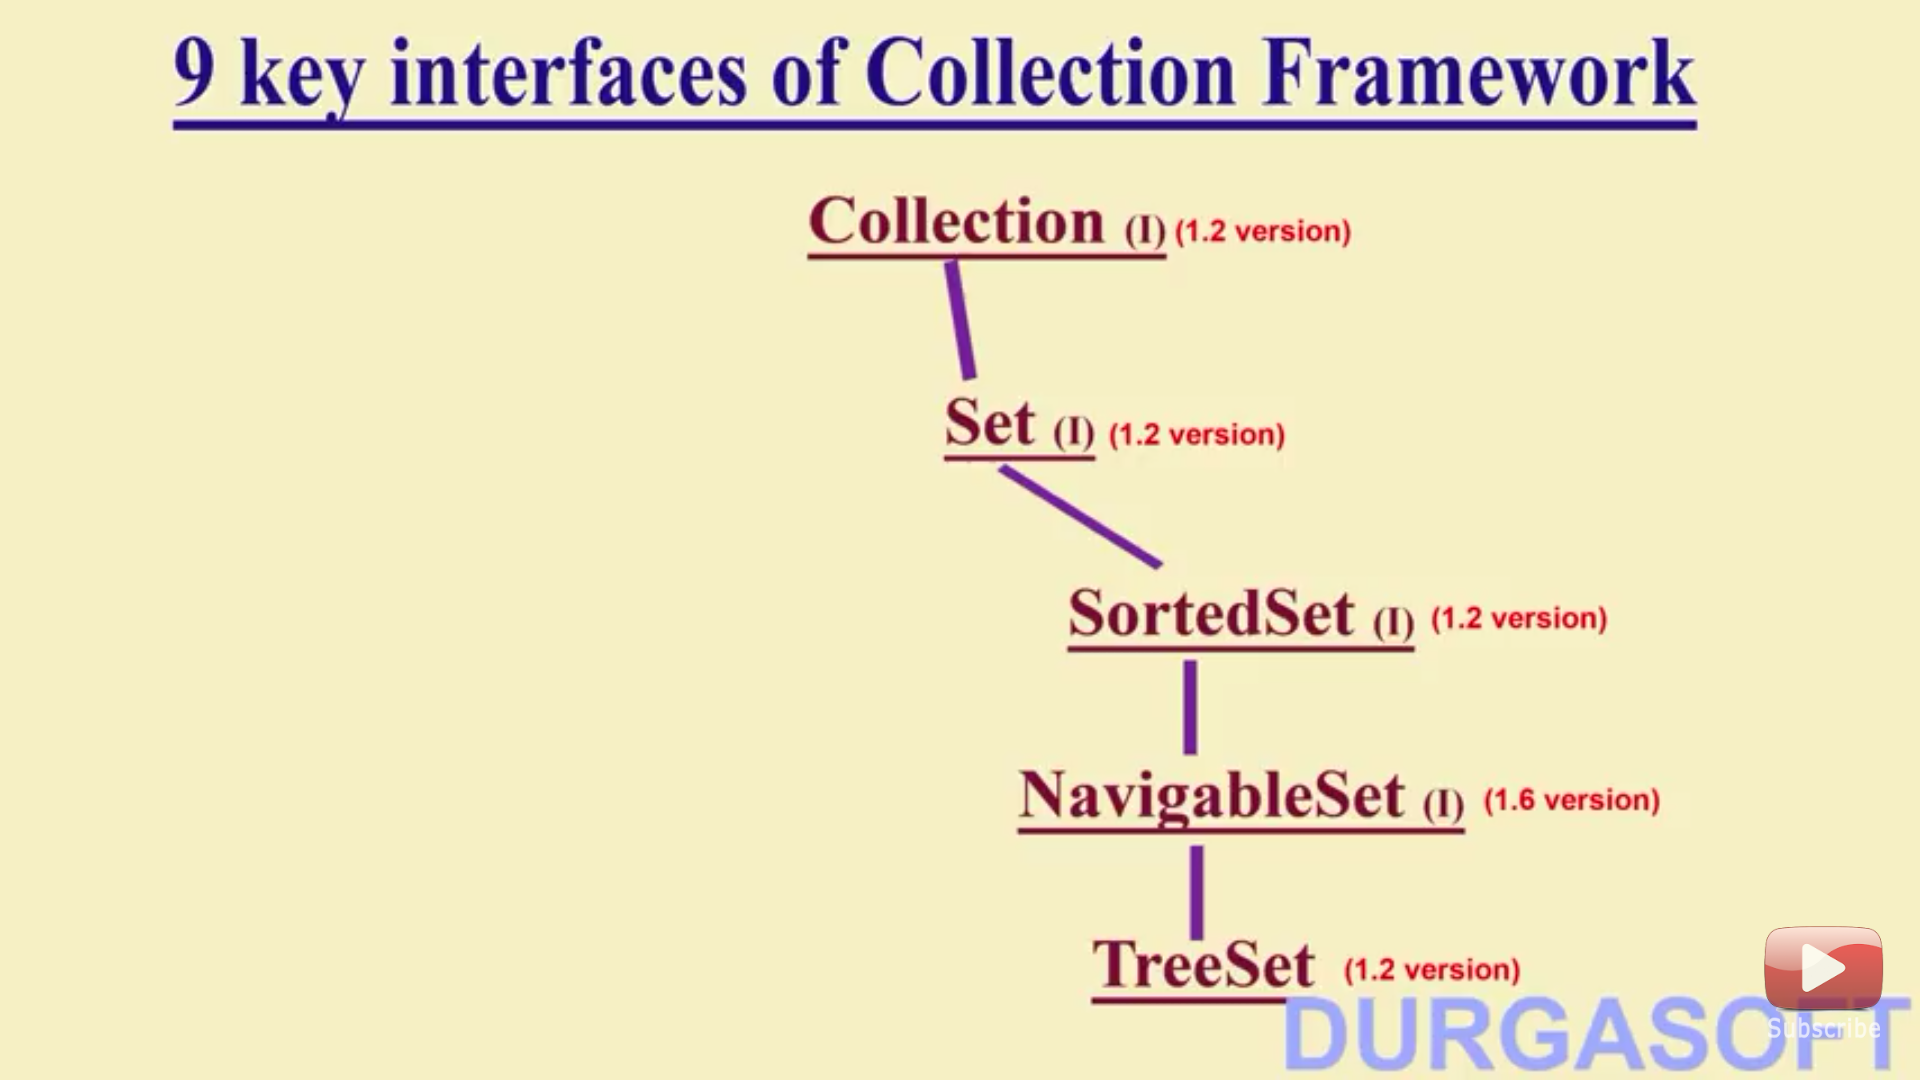 9 key interfaces of Collection Framework
Collection (I) (1.2 version)
Set (I) (1.2 version)
SortedSet (I) (1.2 version)
NavigableSet (I) (1.6 version)
TreeSet (1.2 version)
DURGASOFT
Subscribe